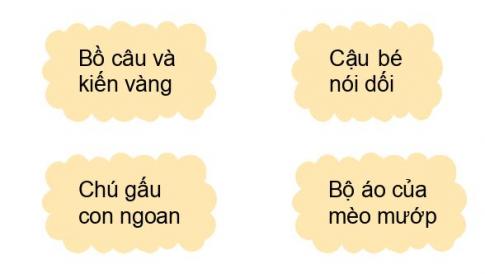 Bồ câu và
kiến vàng
Cậu bé
nói dối
Chú gấu
con ngoan
Bộ áo của
mèo mướp